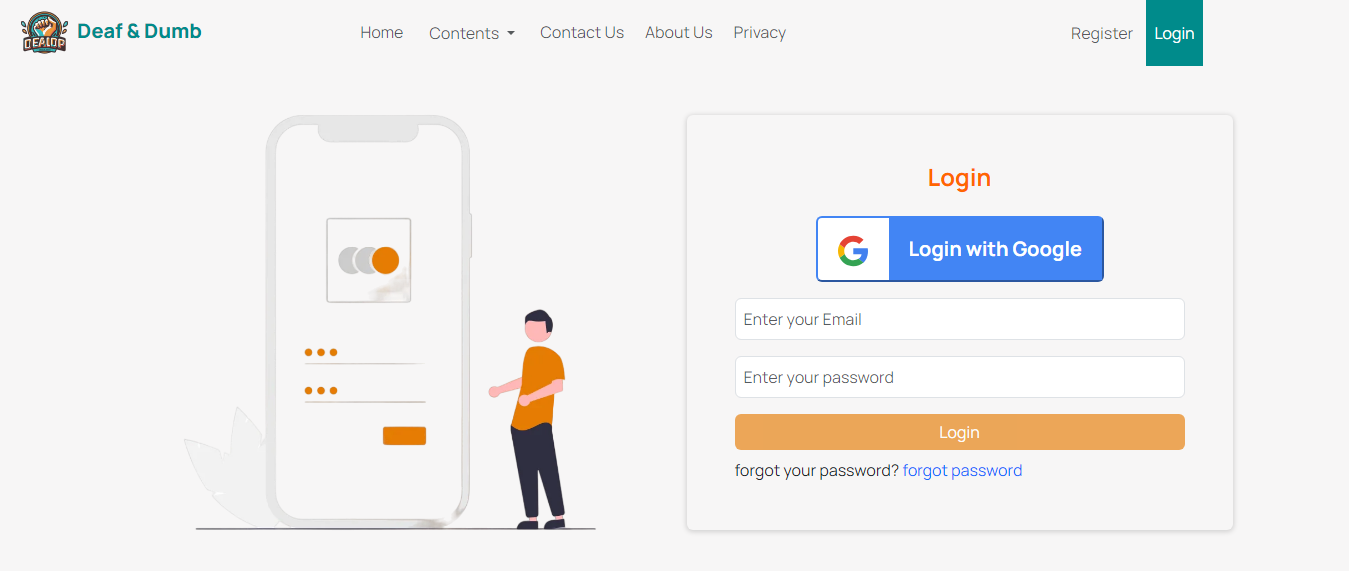 Deaf & Dumb
Home Contents Contact Us About Us Privacy
Register Login
Login
Login with Google
Enter your Email
Enter your password
Login
forgot your password? forgot password